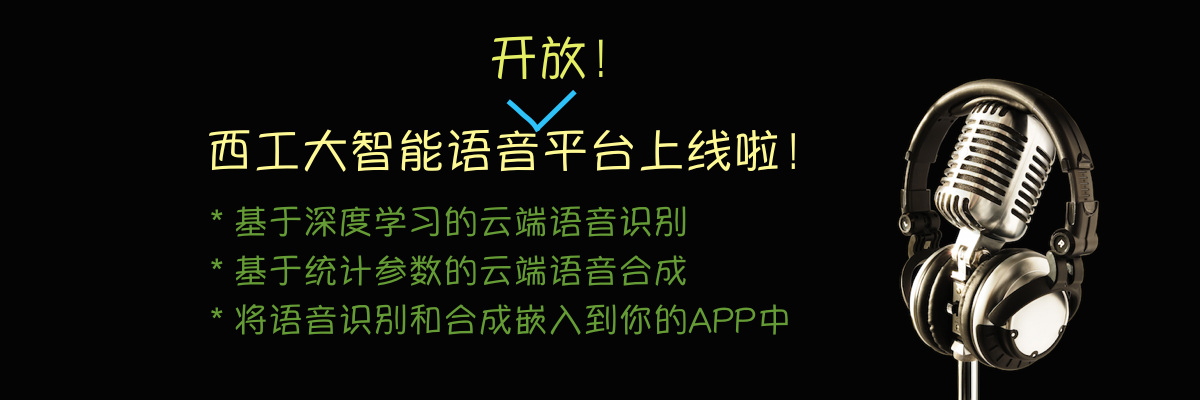 开放！
西工大智能语音平台上线啦！
* 基于深度学习的云端语音识别
* 基于统计参数的云端语音合成
* 将语音识别和合成嵌入到你的APP中